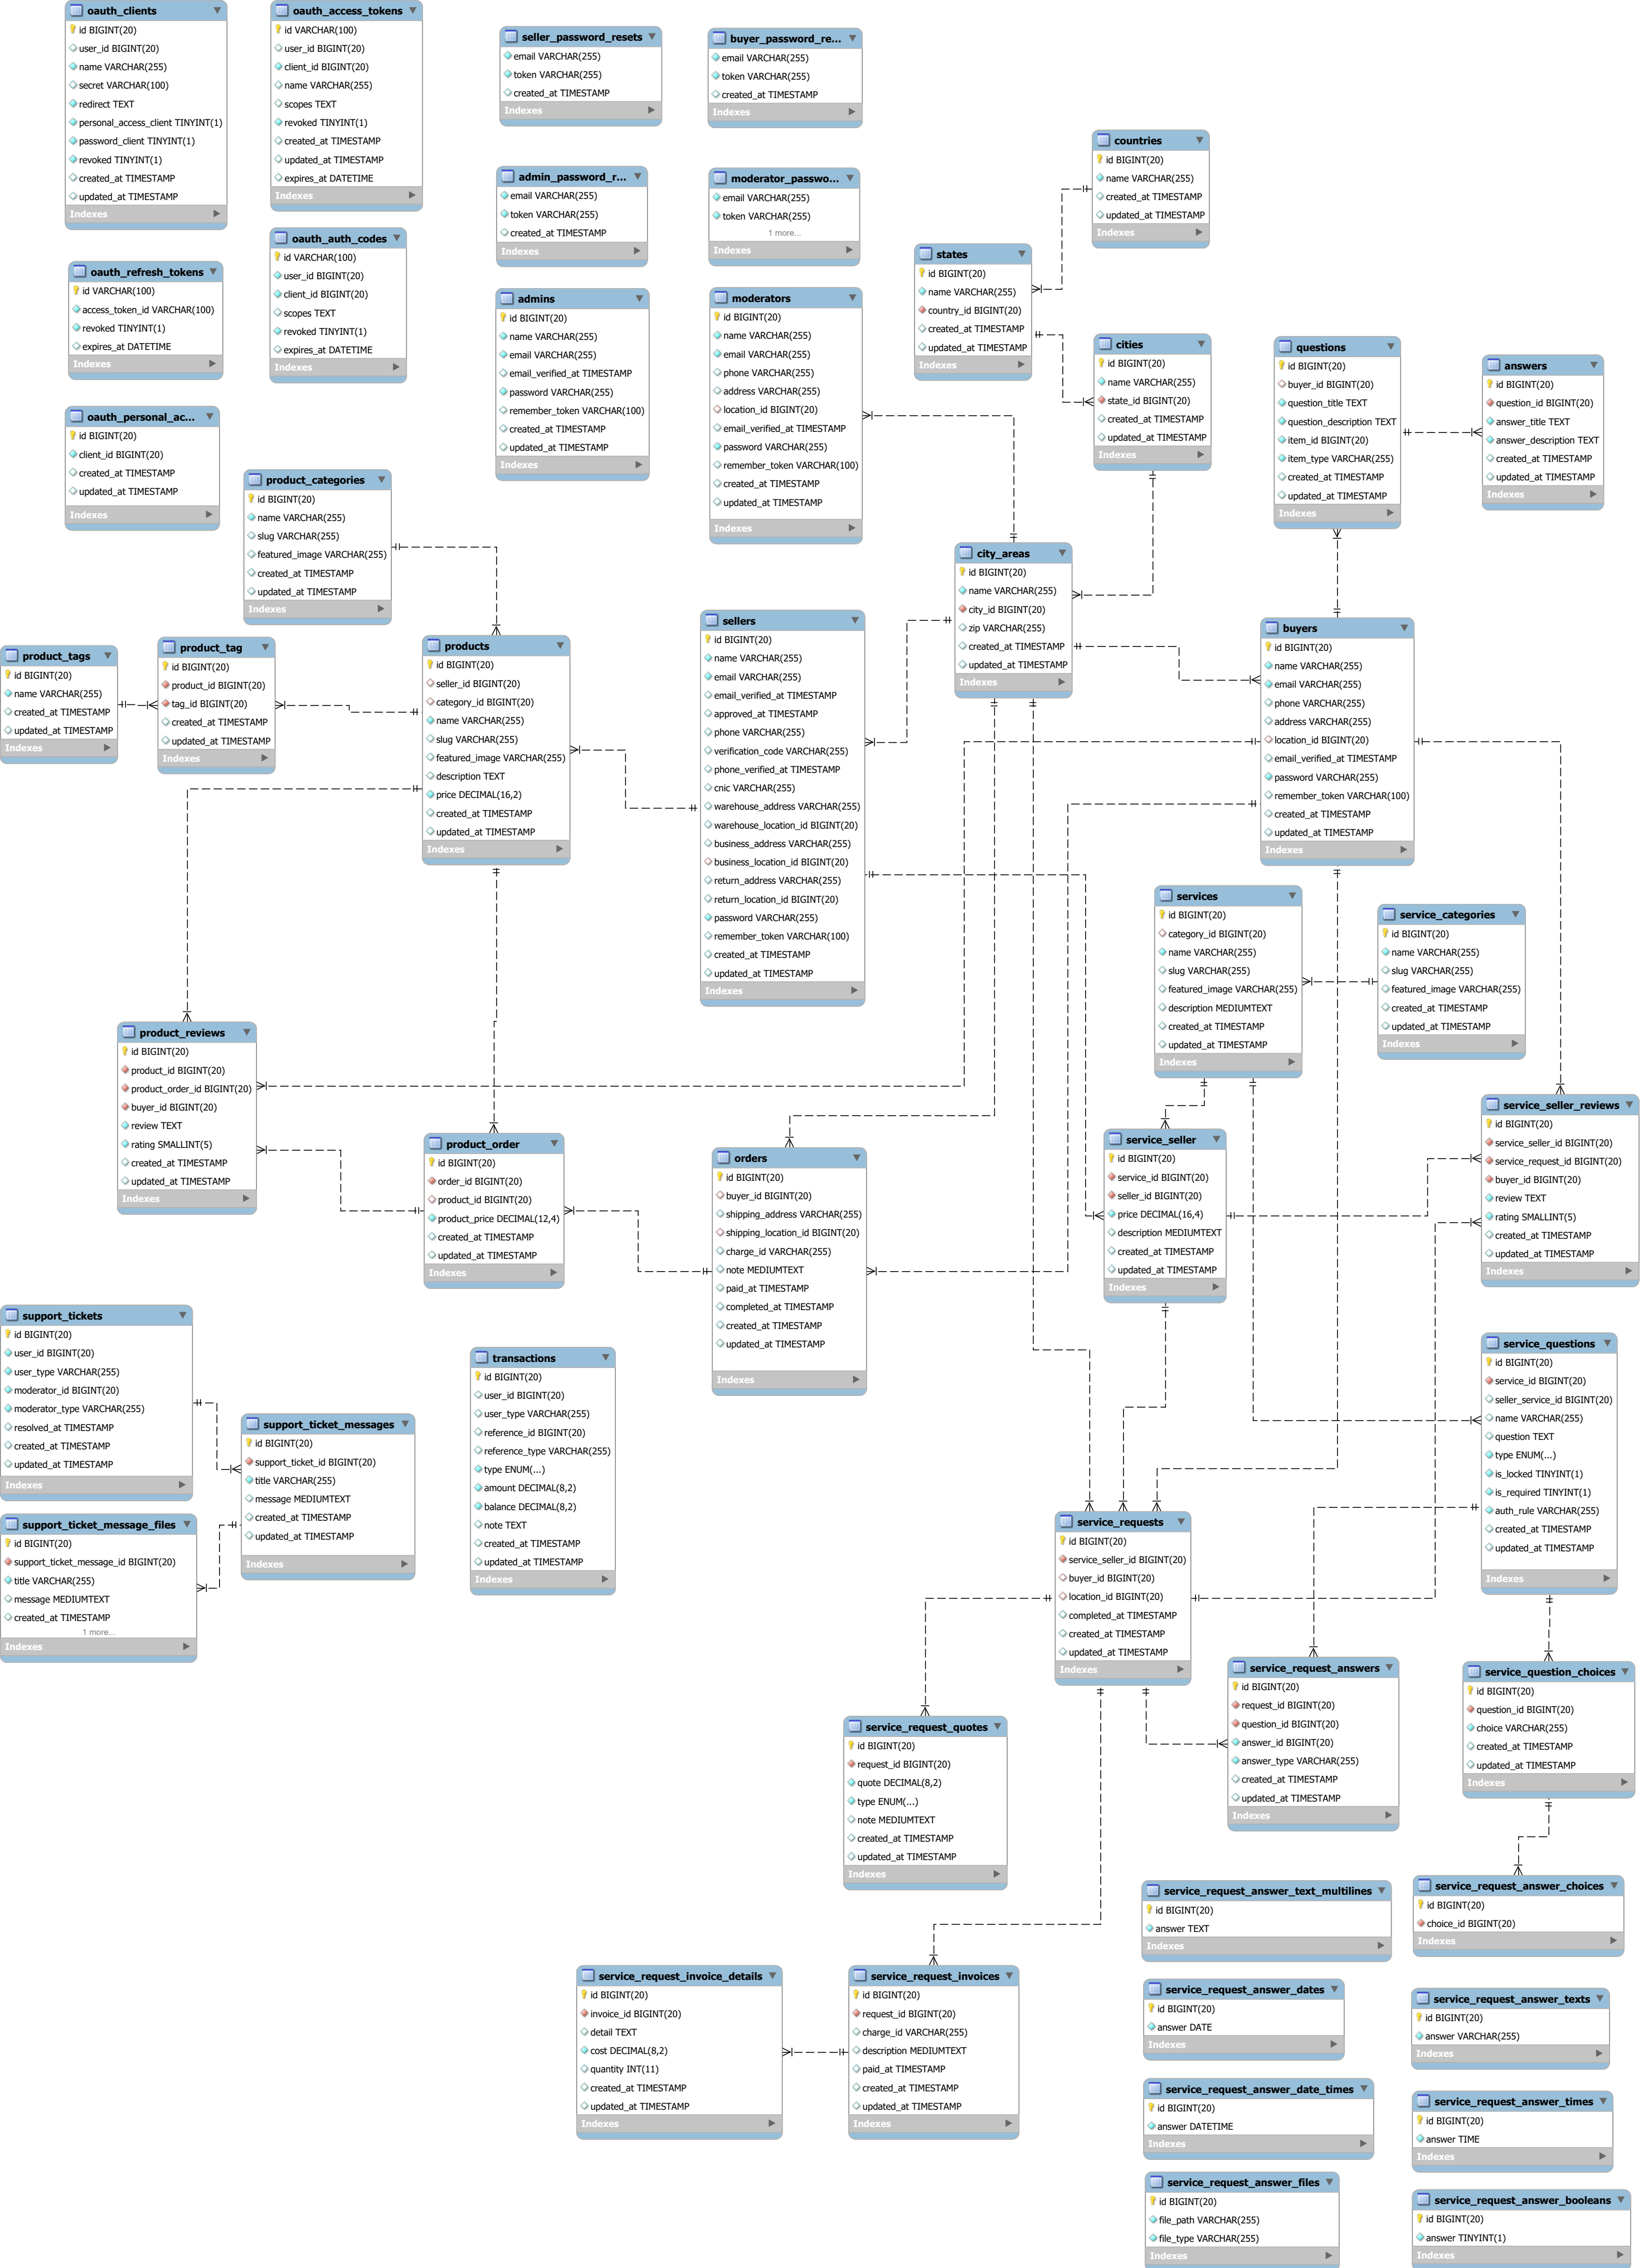 oauth_clients
id BIGINT(20)
user_id BIGINT(20)
name VARCHAR(255)
secret VARCHAR(100)
redirect TEXT
personal_access_client TINYINT(1)
password_client TINYINT(1)
revoked TINYINT(1)
created_at TIMESTAMP
updated_at TIMESTAMP
Indexes
oauth_access_tokens
id VARCHAR(100)
user_id BIGINT(20)
client_id BIGINT(20)
name VARCHAR(255)
scopes TEXT
revoked TINYINT(1)
created_at TIMESTAMP
updated_at TIMESTAMP
expires_at DATETIME
Indexes
seller_password_resets
email VARCHAR(255)
token VARCHAR(255)
created_at TIMESTAMP
Indexes
buyer_password_re...
email VARCHAR(255)
token VARCHAR(255)
created_at TIMESTAMP
Indexes
countries
id BIGINT(20)
name VARCHAR(255)
created_at TIMESTAMP
updated_at TIMESTAMP
Indexes
admin_password_r...
email VARCHAR(255)
token VARCHAR(255)
created_at TIMESTAMP
Indexes
moderator_passwo...
email VARCHAR(255)
token VARCHAR(255)
1 more...
Indexes
oauth_auth_codes
id VARCHAR(100)
user_id BIGINT(20)
client_id BIGINT(20)
scopes TEXT
revoked TINYINT(1)
expires_at DATETIME
Indexes
states
id BIGINT(20)
name VARCHAR(255)
country_id BIGINT(20)
created_at TIMESTAMP
updated_at TIMESTAMP
Indexes
oauth_refresh_tokens
id VARCHAR(100)
access_token_id VARCHAR(100)
revoked TINYINT(1)
expires_at DATETIME
Indexes
admins
id BIGINT(20)
name VARCHAR(255)
email VARCHAR(255)
email_verified_at TIMESTAMP
password VARCHAR(255)
remember_token VARCHAR(100)
created_at TIMESTAMP
updated_at TIMESTAMP
Indexes
moderators
id BIGINT(20)
name VARCHAR(255)
email VARCHAR(255)
phone VARCHAR(255)
address VARCHAR(255)
location_id BIGINT(20)
email_verified_at TIMESTAMP
password VARCHAR(255)
remember_token VARCHAR(100)
created_at TIMESTAMP
updated_at TIMESTAMP
Indexes
cities
id BIGINT(20)
name VARCHAR(255)
state_id BIGINT(20)
created_at TIMESTAMP
updated_at TIMESTAMP
Indexes
questions
id BIGINT(20)
buyer_id BIGINT(20)
question_title TEXT
question_description TEXT
item_id BIGINT(20)
item_type VARCHAR(255)
created_at TIMESTAMP
updated_at TIMESTAMP
Indexes
answers
id BIGINT(20)
question_id BIGINT(20)
answer_title TEXT
answer_description TEXT
created_at TIMESTAMP
updated_at TIMESTAMP
Indexes
oauth_personal_ac...
id BIGINT(20)
client_id BIGINT(20)
created_at TIMESTAMP
updated_at TIMESTAMP
Indexes
product_categories
id BIGINT(20)
name VARCHAR(255)
slug VARCHAR(255)
featured_image VARCHAR(255)
created_at TIMESTAMP
updated_at TIMESTAMP
Indexes
city_areas
id BIGINT(20)
name VARCHAR(255)
city_id BIGINT(20)
zip VARCHAR(255)
created_at TIMESTAMP
updated_at TIMESTAMP
Indexes
product_tags
id BIGINT(20)
name VARCHAR(255)
created_at TIMESTAMP
updated_at TIMESTAMP
Indexes
product_tag
id BIGINT(20)
product_id BIGINT(20)
tag_id BIGINT(20)
created_at TIMESTAMP
updated_at TIMESTAMP
Indexes
products
id BIGINT(20)
seller_id BIGINT(20)
category_id BIGINT(20)
name VARCHAR(255)
slug VARCHAR(255)
featured_image VARCHAR(255)
description TEXT
price DECIMAL(16,2)
created_at TIMESTAMP
updated_at TIMESTAMP
Indexes
sellers
id BIGINT(20)
name VARCHAR(255)
email VARCHAR(255)
email_verified_at TIMESTAMP
approved_at TIMESTAMP
phone VARCHAR(255)
verification_code VARCHAR(255)
phone_verified_at TIMESTAMP
cnic VARCHAR(255)
warehouse_address VARCHAR(255)
warehouse_location_id BIGINT(20)
business_address VARCHAR(255)
business_location_id BIGINT(20)
return_address VARCHAR(255)
return_location_id BIGINT(20)
password VARCHAR(255)
remember_token VARCHAR(100)
created_at TIMESTAMP
updated_at TIMESTAMP
Indexes
buyers
id BIGINT(20)
name VARCHAR(255)
email VARCHAR(255)
phone VARCHAR(255)
address VARCHAR(255)
location_id BIGINT(20)
email_verified_at TIMESTAMP
password VARCHAR(255)
remember_token VARCHAR(100)
created_at TIMESTAMP
updated_at TIMESTAMP
Indexes
services
id BIGINT(20)
category_id BIGINT(20)
name VARCHAR(255)
slug VARCHAR(255)
featured_image VARCHAR(255)
description MEDIUMTEXT
created_at TIMESTAMP
updated_at TIMESTAMP
Indexes
service_categories
id BIGINT(20)
name VARCHAR(255)
slug VARCHAR(255)
featured_image VARCHAR(255)
created_at TIMESTAMP
updated_at TIMESTAMP
Indexes
product_reviews
id BIGINT(20)
product_id BIGINT(20)
product_order_id BIGINT(20)
buyer_id BIGINT(20)
review TEXT
rating SMALLINT(5)
created_at TIMESTAMP
updated_at TIMESTAMP
Indexes
product_order
id BIGINT(20)
order_id BIGINT(20)
product_id BIGINT(20)
product_price DECIMAL(12,4)
created_at TIMESTAMP
updated_at TIMESTAMP
Indexes
orders
id BIGINT(20)
buyer_id BIGINT(20)
shipping_address VARCHAR(255)
shipping_location_id BIGINT(20)
charge_id VARCHAR(255)
note MEDIUMTEXT
paid_at TIMESTAMP
completed_at TIMESTAMP
created_at TIMESTAMP
updated_at TIMESTAMP
Indexes
service_seller
id BIGINT(20)
service_id BIGINT(20)
seller_id BIGINT(20)
price DECIMAL(16,4)
description MEDIUMTEXT
created_at TIMESTAMP
updated_at TIMESTAMP
Indexes
service_seller_reviews
id BIGINT(20)
service_seller_id BIGINT(20)
service_request_id BIGINT(20)
buyer_id BIGINT(20)
review TEXT
rating SMALLINT(5)
created_at TIMESTAMP
updated_at TIMESTAMP
Indexes
support_tickets
id BIGINT(20)
user_id BIGINT(20)
user_type VARCHAR(255)
moderator_id BIGINT(20)
moderator_type VARCHAR(255)
resolved_at TIMESTAMP
created_at TIMESTAMP
updated_at TIMESTAMP
Indexes
support_ticket_messages
id BIGINT(20)
support_ticket_id BIGINT(20)
title VARCHAR(255)
message MEDIUMTEXT
created_at TIMESTAMP
updated_at TIMESTAMP
Indexes
transactions
id BIGINT(20)
user_id BIGINT(20)
user_type VARCHAR(255)
reference_id BIGINT(20)
reference_type VARCHAR(255)
type ENUM(...)
amount DECIMAL(8,2)
balance DECIMAL(8,2)
note TEXT
created_at TIMESTAMP
updated_at TIMESTAMP
Indexes
service_questions
id BIGINT(20)
service_id BIGINT(20)
seller_service_id BIGINT(20)
name VARCHAR(255)
question TEXT
type ENUM(...)
is_locked TINYINT(1)
is_required TINYINT(1)
auth_rule VARCHAR(255)
created_at TIMESTAMP
updated_at TIMESTAMP
Indexes
support_ticket_message_files
id BIGINT(20)
support_ticket_message_id BIGINT(20)
title VARCHAR(255)
message MEDIUMTEXT
created_at TIMESTAMP
1 more...
Indexes
service_requests
id BIGINT(20)
service_seller_id BIGINT(20)
buyer_id BIGINT(20)
location_id BIGINT(20)
completed_at TIMESTAMP
created_at TIMESTAMP
updated_at TIMESTAMP
Indexes
service_request_answers
id BIGINT(20)
request_id BIGINT(20)
question_id BIGINT(20)
answer_id BIGINT(20)
answer_type VARCHAR(255)
created_at TIMESTAMP
updated_at TIMESTAMP
Indexes
service_question_choices
id BIGINT(20)
question_id BIGINT(20)
choice VARCHAR(255)
created_at TIMESTAMP
updated_at TIMESTAMP
Indexes
service_request_quotes
id BIGINT(20)
request_id BIGINT(20)
quote DECIMAL(8,2)
type ENUM(...)
note MEDIUMTEXT
created_at TIMESTAMP
updated_at TIMESTAMP
Indexes
service_request_answer_text_multilines
id BIGINT(20)
answer TEXT
Indexes
service_request_answer_choices
id BIGINT(20)
choice_id BIGINT(20)
Indexes
service_request_invoice_details
id BIGINT(20)
invoice_id BIGINT(20)
detail TEXT
cost DECIMAL(8,2)
quantity INT(11)
created_at TIMESTAMP
updated_at TIMESTAMP
Indexes
service_request_invoices
id BIGINT(20)
request_id BIGINT(20)
charge_id VARCHAR(255)
description MEDIUMTEXT
paid_at TIMESTAMP
created_at TIMESTAMP
updated_at TIMESTAMP
Indexes
service_request_answer_dates
id BIGINT(20)
answer DATE
Indexes
service_request_answer_texts
id BIGINT(20)
answer VARCHAR(255)
Indexes
service_request_answer_date_times
id BIGINT(20)
answer DATETIME
Indexes
service_request_answer_times
id BIGINT(20)
answer TIME
Indexes
service_request_answer_files
id BIGINT(20)
file_path VARCHAR(255)
file_type VARCHAR(255)
Indexes
service_request_answer_booleans
id BIGINT(20)
answer TINYINT(1)
Indexes